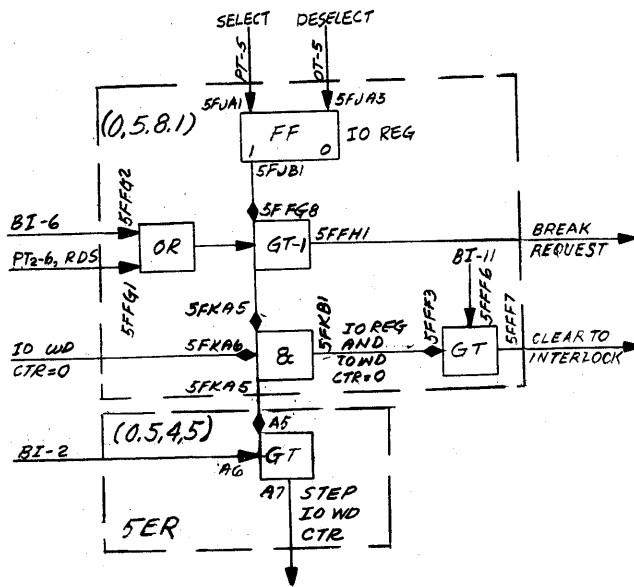 SELECT DESELECT
PT-5 OT-5
5FJA1 5FJA3
(0,5.8.1)
FF IO REG
1 0
5FJB1
5FFG2
BI-6
5FFG8
OR GT-1 5FFH1 BREAK REQUEST
PT2-6, RDS
5FFG1
BI-11
5FFF6
5FKA5 5FKB1
5FFF3 5FFF7
IO WD
CTR=0
5FKA6
&
IO REG
AND
IO WD
CTR=0
GT
CLEAR TO
INTERLOCK
5FKA5
(0.5,4,5)
A5
BI-2
A6
GT
A7
STEP
IO WD
CTR
5ER